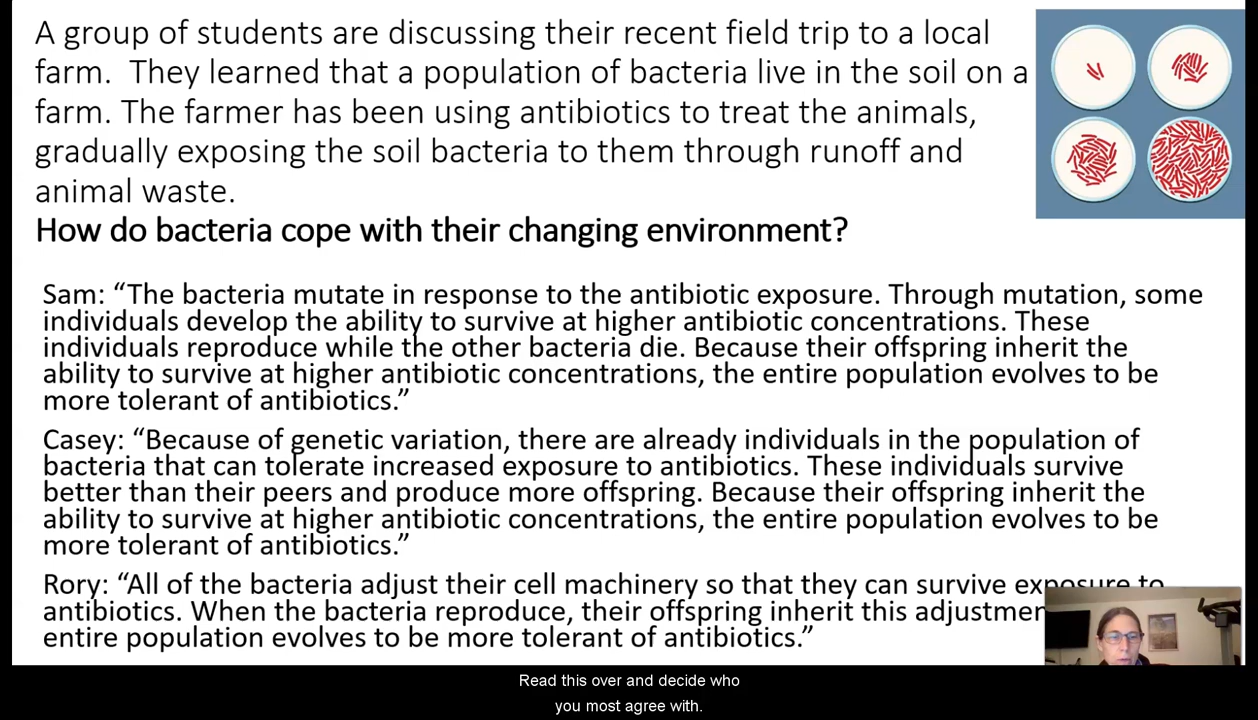 A group of students are discussing their recent field trip to a local
farm. They learned that a population of bacteria live in the soil on a
farm. The farmer has been using antibiotics to treat the animals,
gradually exposing the soil bacteria to them through runoff and
animal waste.
How do bacteria cope with their changing environment?
Sam: “The bacteria mutate in response to the antibiotic exposure. Through mutation, some
individuals develop the ability to survive at higher antibiotic concentrations. These
individuals reproduce while the other bacteria die. Because their offspring inherit the
ability to survive at higher antibiotic concentrations, the entire population evolves to be
more tolerant of antibiotics.”
Casey: “Because of genetic variation, there are already individuals in the population of
bacteria that can tolerate increased exposure to antibiotics. These individuals survive
better than their peers and produce more offspring. Because their offspring inherit the
ability to survive at higher antibiotic concentrations, the entire population evolves to be
more tolerant of antibiotics.”
Rory: “All of the bacteria adjust their cell machinery so that they can survive exposure to
antibiotics. When the bacteria reproduce, their offspring inherit this
entire population evolves to be more tolerant of antibiotics.”
Read this over and decide who
you most agree with.